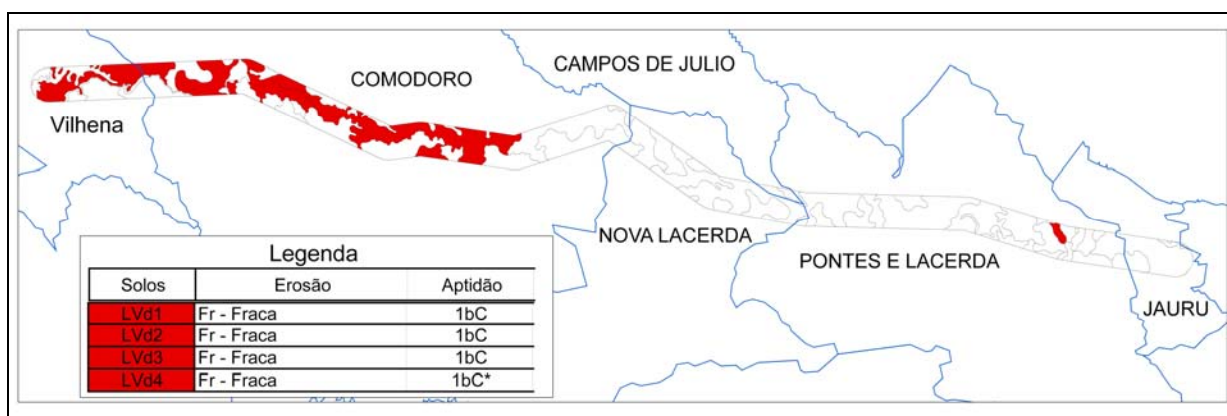 CAMPOS DE JULIO
COMODORO
Vilhena
NOVA LACERDA
PONTES E LACERDA
JAURU
Legenda
Solos Erosão Aptidão
LVd1 Fr - Fraca 1bC
LVd2 Fr - Fraca 1bC
LVd3 Fr - Fraca 1bC
LVd4 Fr - Fraca 1bC*